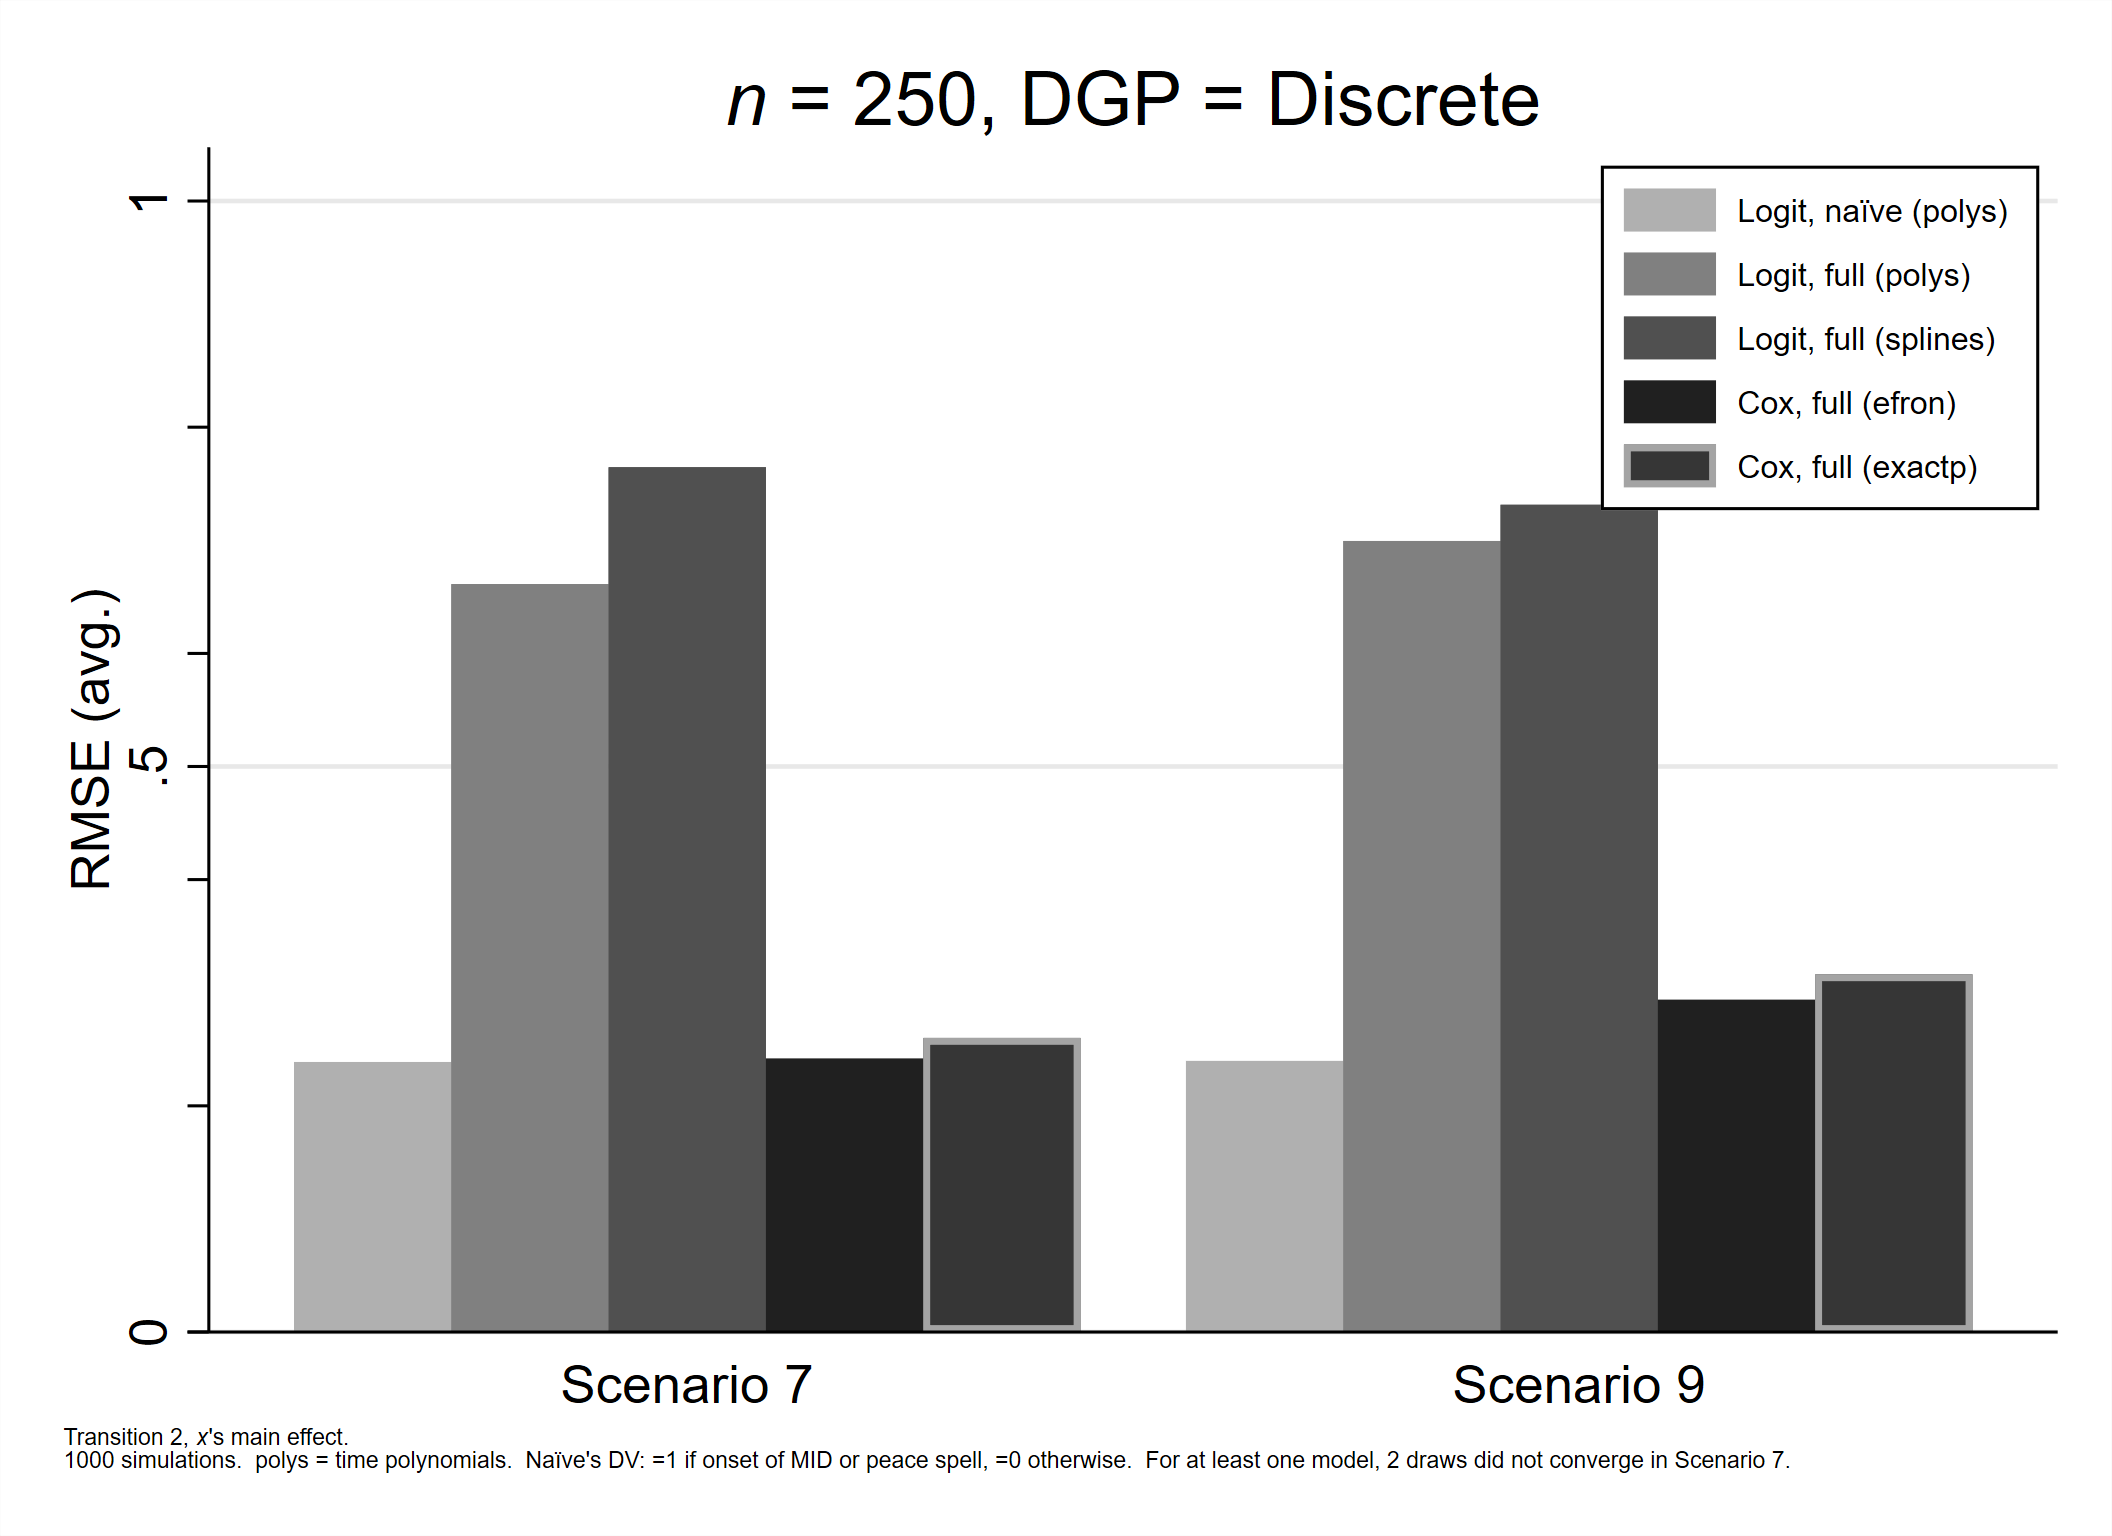 n = 250, DGP = Discrete
Logit, naïve (polys)
Logit, full (polys)
Logit, full (splines)
Cox, full (efron)
Cox, full (exactp)
RMSE (avg.)
1
.5
0
Scenario 7
Scenario 9
Transition 2, x's main effect.
1000 simulations.  polys = time polynomials.  Naïve's DV: =1 if onset of MID or peace spell, =0 otherwise.  For at least one model, 2 draws did not converge in Scenario 7.